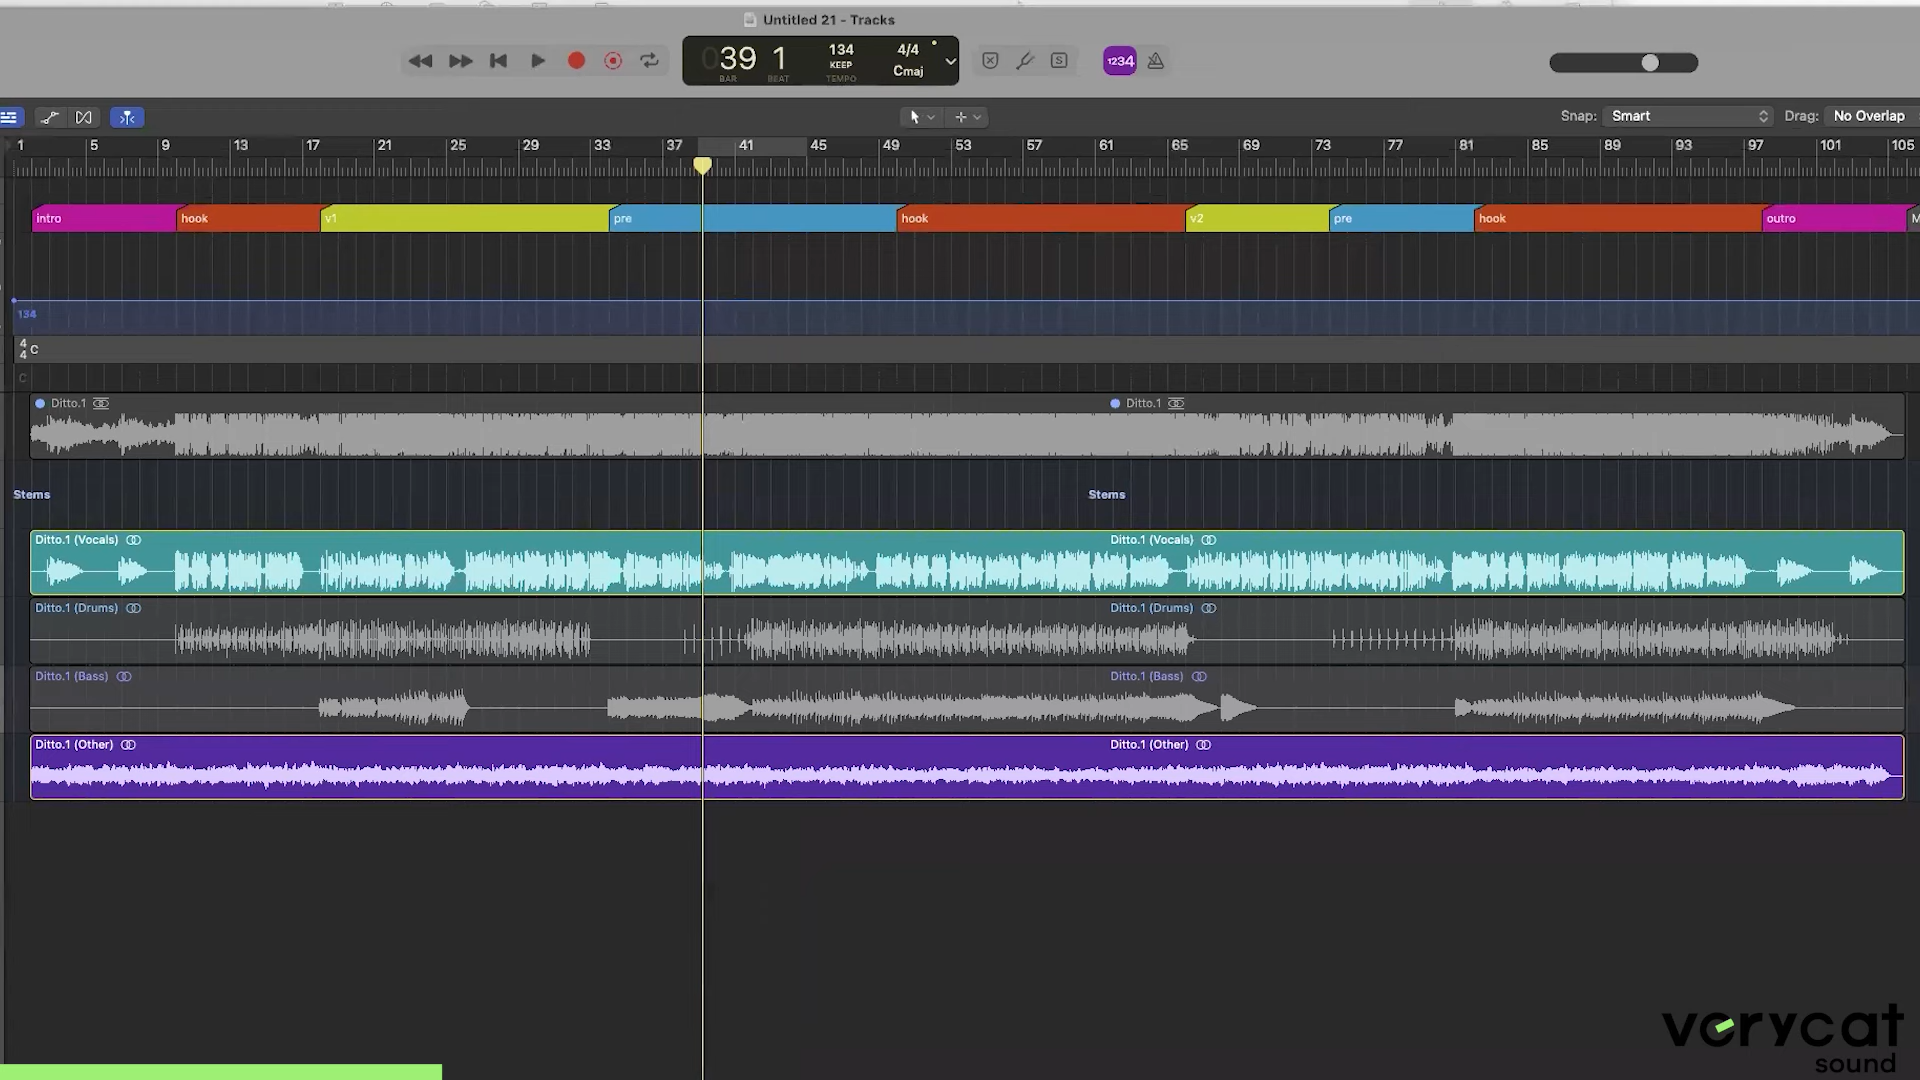 Untitled 21 - Tracks
039 1 134 4/4
KEEP Cmaj
BAR BEAT TEMPO
S 1234
Snap: Smart Drag: No Overlap
1 5 9 13 17 21 25 29 33 37 41 45 49 53 57 61 65 69 73 77 81 85 89 93 97 101 105
intro hook v1 pre hook v2 pre hook outro M
134
4 4 C
C
Ditto.1 Ditto.1
Stems Stems
Ditto.1 (Vocals) Ditto.1 (Vocals)
Ditto.1 (Drums) Ditto.1 (Drums)
Ditto.1 (Bass) Ditto.1 (Bass)
Ditto.1 (Other) Ditto.1 (Other)
verycat
sound